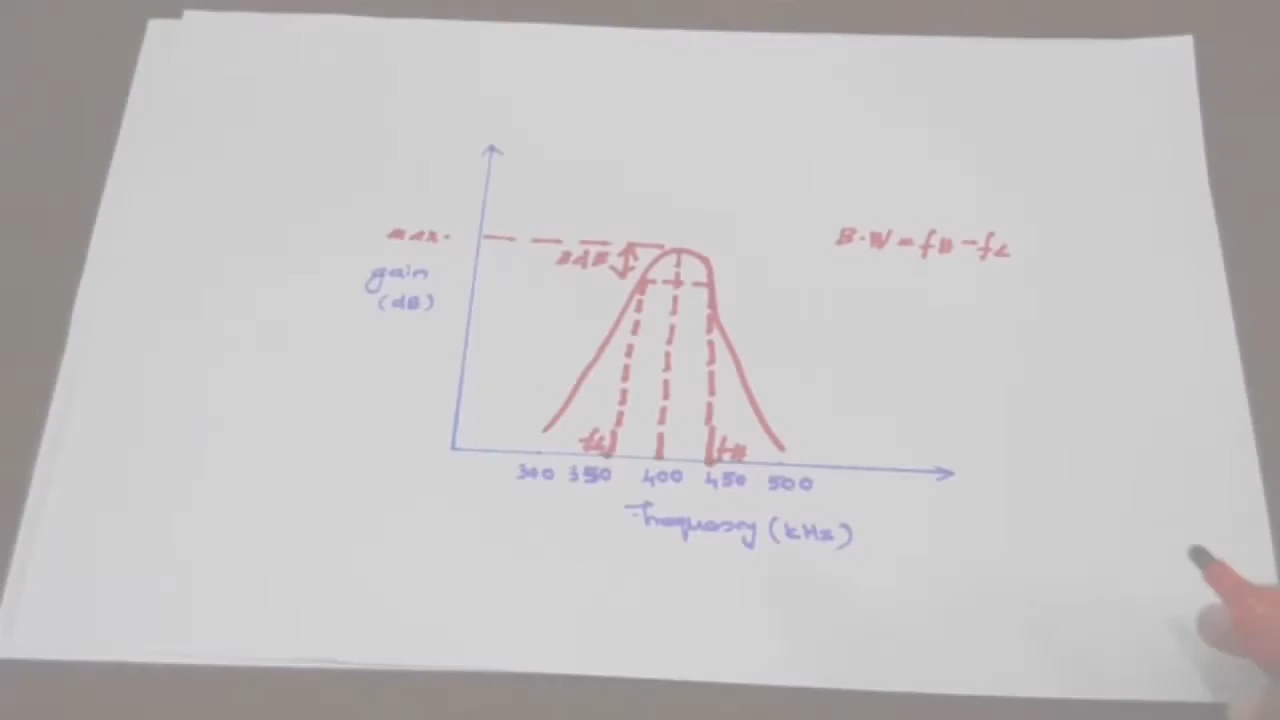 max.
3dB
B.W = fH - fL
gain
(dB)
fL
fH
300 350 400 450 500
Frequency (kHz)